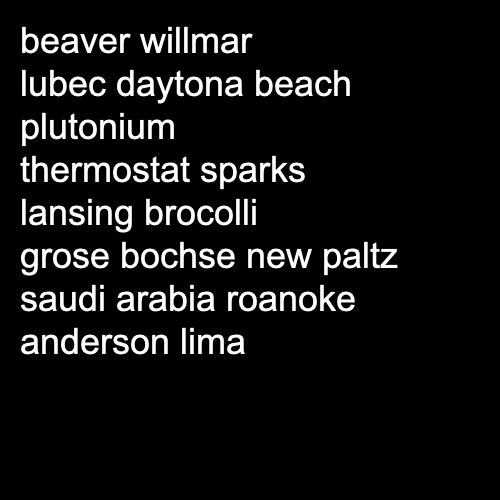 beaver willmar
lubec daytona beach
plutonium
thermostat sparks
lansing brocolli
grose bochse new paltz
saudi arabia roanoke
anderson lima